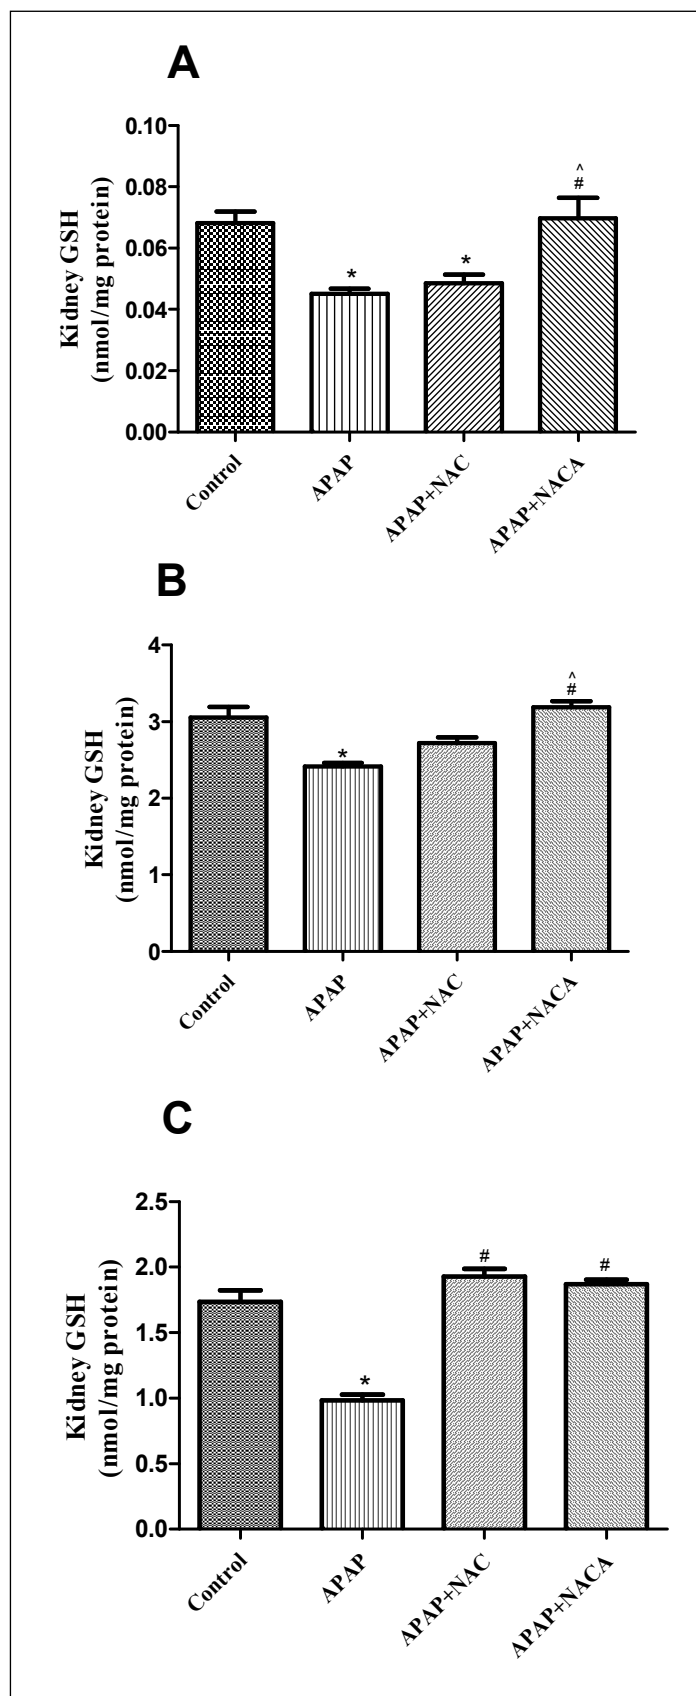 A
Kidney GSH
(nmol/mg protein)
0.10
0.08
0.06
0.04
0.02
0.00
*
*
^
#
Control
APAP
APAP+NAC
APAP+NACA
B
Kidney GSH
(nmol/mg protein)
4
3
2
1
0
*
^
#
Control
APAP
APAP+NAC
APAP+NACA
C
Kidney GSH
(nmol/mg protein)
2.5
2.0
1.5
1.0
0.5
0.0
*
#
#
Control
APAP
APAP+NAC
APAP+NACA